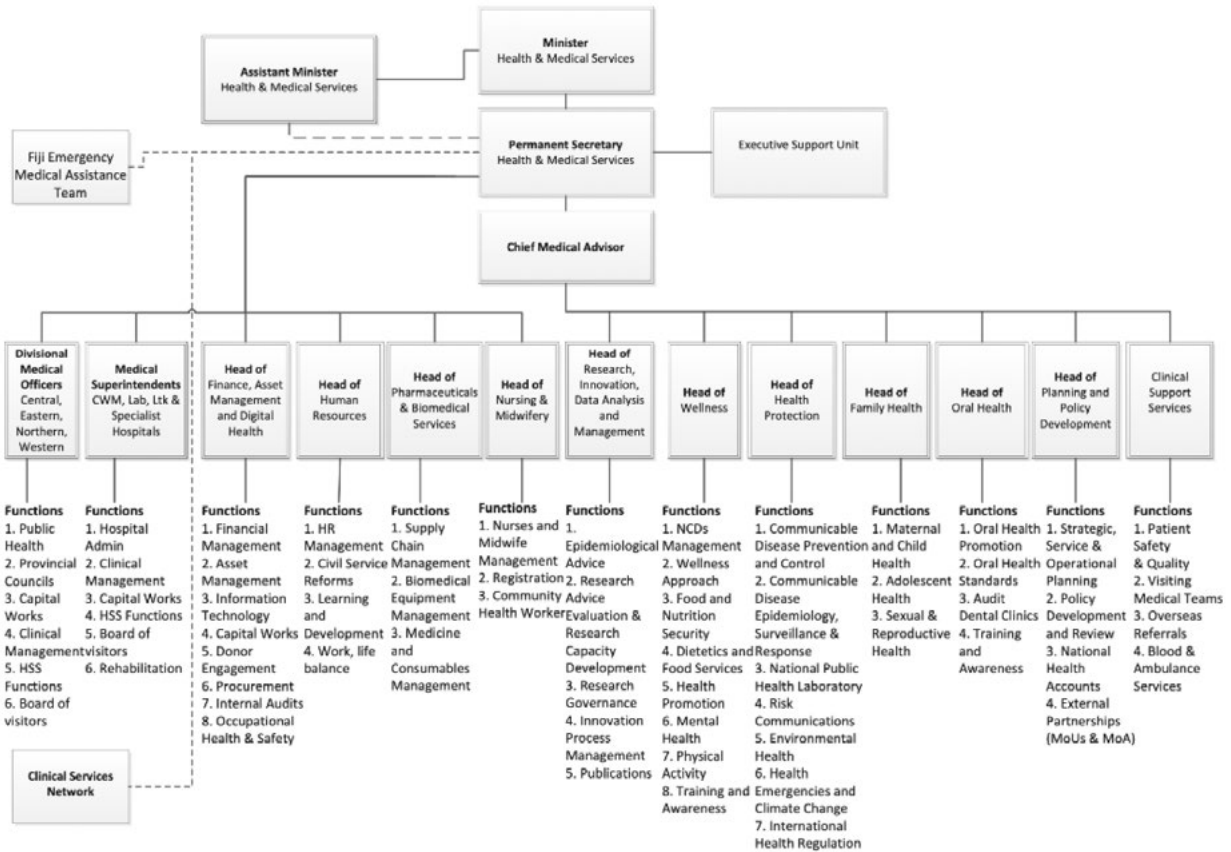 Minister
Health & Medical Services
Assistant Minister
Health & Medical Services
Permanent Secretary
Health & Medical Services
Executive Support Unit
Fiji Emergency
Medical Assistance
Team
Chief Medical Advisor
Divisional
Medical
Officers
Central,
Eastern,
Northern,
Western
Medical
Superintendents
CWM, Lab, Ltk &
Specialist
Hospitals
Head of
Finance, Asset
Management
and Digital
Health
Head of
Human
Resources
Head of
Pharmaceuticals
& Biomedical
Services
Head of
Nursing &
Midwifery
Head of
Research,
Innovation,
Data Analysis
and
Management
Head of
Wellness
Head of
Health
Protection
Head of
Family Health
Head of
Oral Health
Head of
Planning and
Policy
Development
Clinical
Support
Services
Functions
1. Public
Health
2. Provincial
Councils
3. Capital
Works
4. Clinical
Management
5. HSS
Functions
6. Board of
visitors
Functions
1. Hospital
Admin
2. Clinical
Management
3. Capital Works
4. HSS Functions
5. Board of
visitors
6. Rehabilitation
Functions
1. Financial
Management
2. Asset
Management
3. Information
Technology
4. Capital Works
5. Donor
Engagement
6. Procurement
7. Internal Audits
8. Occupational
Health & Safety
Functions
1. HR
Management
2. Civil Service
Reforms
3. Learning
and
Development
4. Work, life
balance
Functions
1. Supply
Chain
Management
2. Biomedical
Equipment
Management
3. Medicine
and
Consumables
Management
Functions
1. Nurses and
Midwife
Management
2. Registration
3. Community
Health Worker
Functions
1.
Epidemiological
Advice
2. Research
Advice
Evaluation &
Research
Capacity
Development
3. Research
Governance
4. Innovation
Process
Management
5. Publications
Functions
1. NCDs
Management
2. Wellness
Approach
3. Food and
Nutrition
Security
4. Dietetics and
Food Services
5. Health
Promotion
6. Mental
Health
7. Physical
Activity
8. Training and
Awareness
Functions
1. Communicable
Disease Prevention
and Control
2. Communicable
Disease
Epidemiology,
Surveillance &
Response
3. National Public
Health Laboratory
4. Risk
Communications
5. Environmental
Health
6. Health
Emergencies and
Climate Change
7. International
Health Regulation
Functions
1. Maternal
and Child
Health
2. Adolescent
Health
3. Sexual &
Reproductive
Health
Functions
1. Oral Health
Promotion
2. Oral Health
Standards
3. Audit
Dental Clinics
4. Training
and
Awareness
Functions
1. Strategic,
Service &
Operational
Planning
2. Policy
Development
and Review
3. National
Health
Accounts
4. External
Partnerships
(MoUs & MoA)
Functions
1. Patient
Safety
& Quality
2. Visiting
Medical Teams
3. Overseas
Referrals
4. Blood &
Ambulance
Services
Clinical Services
Network